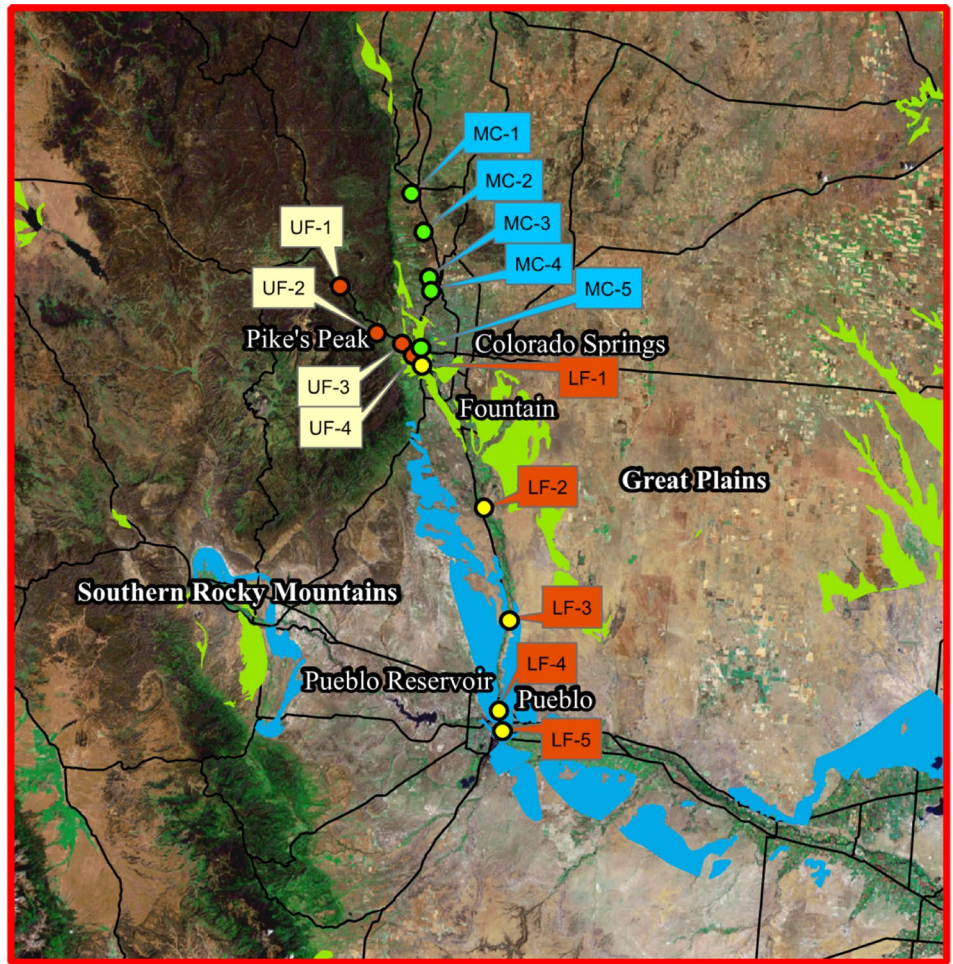 MC-1
MC-2
MC-3
UF-1
MC-4
UF-2
MC-5
Pike's Peak
Colorado Springs
UF-3
LF-1
Fountain
UF-4
LF-2
Great Plains
Southern Rocky Mountains
LF-3
LF-4
Pueblo Reservoir
Pueblo
LF-5